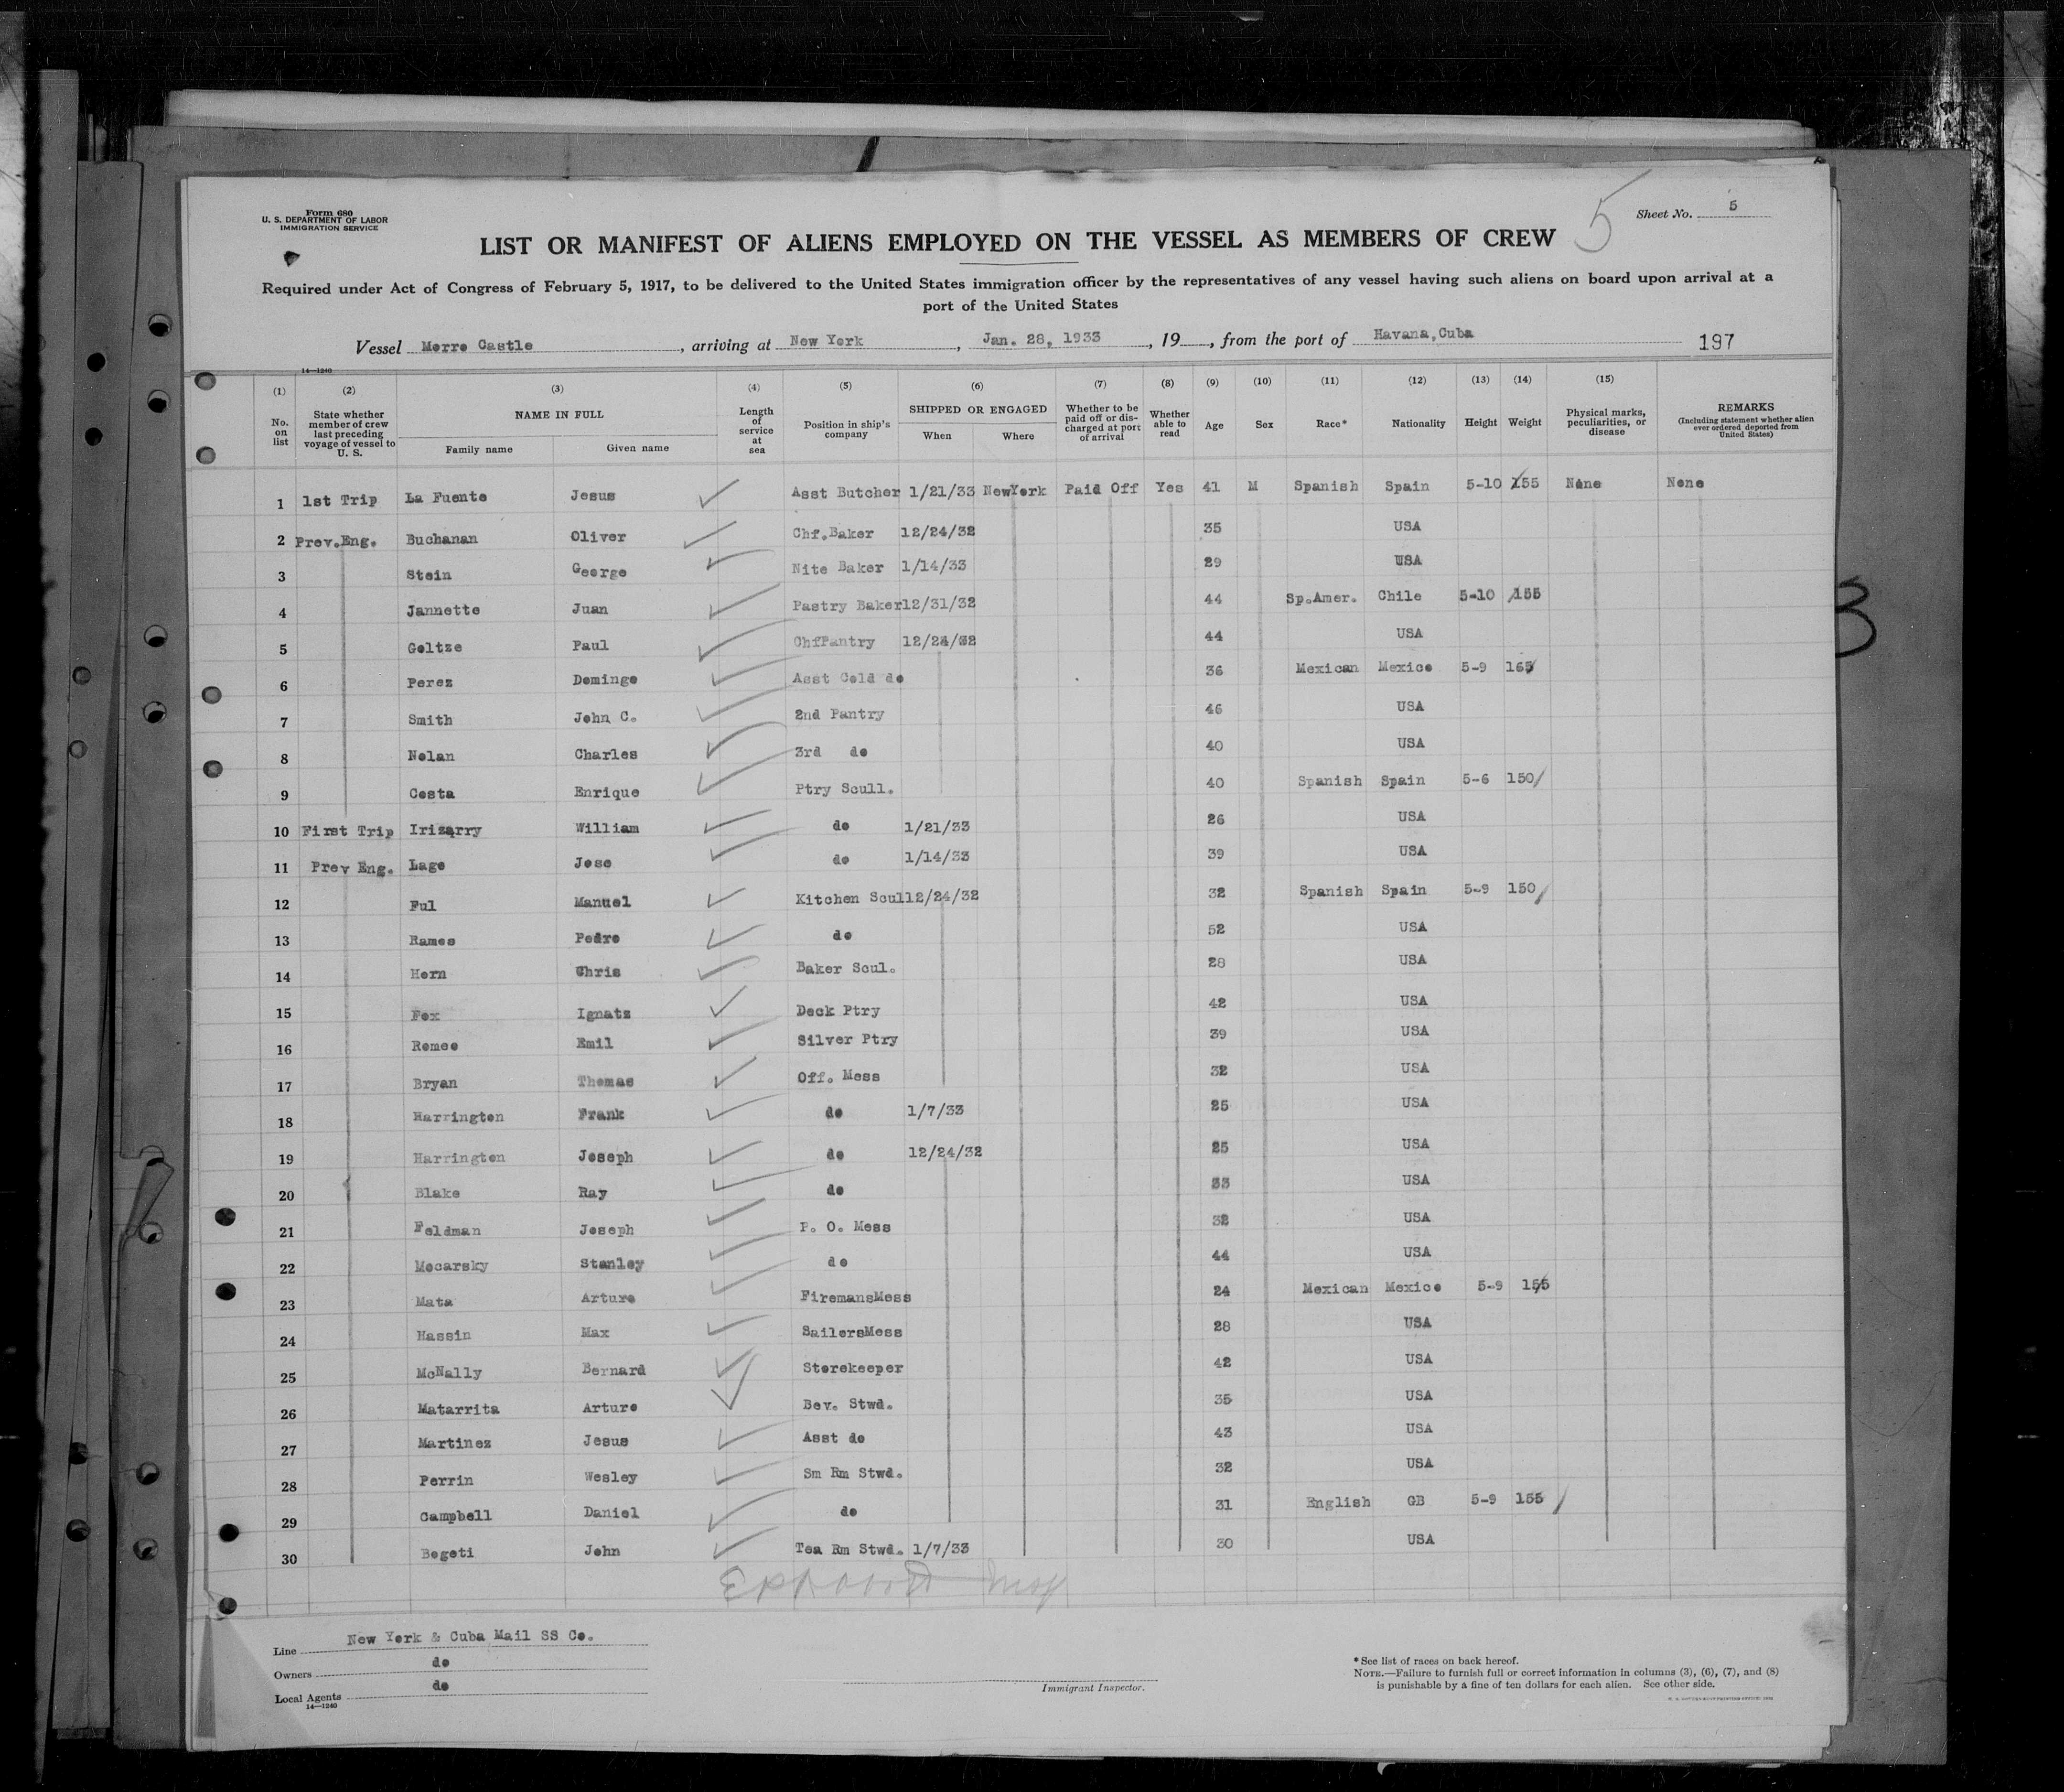 Form 680
U. S. DEPARTMENT OF LABOR
IMMIGRATION SERVICE
5
Sheet No. 5
LIST OR MANIFEST OF ALIENS EMPLOYED ON THE VESSEL AS MEMBERS OF CREW
Required under Act of Congress of February 5, 1917, to be delivered to the United States immigration officer by the representatives of any vessel having such aliens on board upon arrival at a
port of the United States
Vessel Morro Castle, arriving at New York, Jan. 28, 1933, 19, from the port of Havana, Cuba 197
14—1240
(1) No. on list
(2) State whether member of crew last preceding voyage of vessel to U. S.
(3) NAME IN FULL Family name Given name
(4) Length of service at sea
(5) Position in ship's company
(6) SHIPPED OR ENGAGED When Where
(7) Whether to be paid off or discharged at port of arrival
(8) Whether able to read
(9) Age
(10) Sex
(11) Race*
(12) Nationality
(13) Height
(14) Weight
(15) Physical marks, peculiarities, or disease
REMARKS (Including statement whether alien ever ordered deported from United States)
1 1st Trip La Fuente Jesus Asst Butcher 1/21/33 NewYork Paid Off Yes 41 M Spanish Spain 5-10 155 None None
2 Prev.Eng. Buchanan Oliver Chf.Baker 12/24/32 35 USA
3 Stein George Nite Baker 1/14/33 29 USA
4 Jannette Juan Pastry Baker12/31/32 44 Sp.Amer. Chile 5-10 155
5 Goltze Paul ChfPantry 12/24/32 44 USA
6 Perez Domingo Asst Cold do 36 Mexican Mexico 5-9 165
7 Smith John C. 2nd Pantry 46 USA
8 Nolan Charles 3rd do 40 USA
9 Costa Enrique Ptry Scull. 40 Spanish Spain 5-6 150
10 First Trip Irizarry William do 1/21/33 26 USA
11 Prev Eng. Lage Jose do 1/14/33 39 USA
12 Ful Manuel Kitchen Scul12/24/32 32 Spanish Spain 5-9 150
13 Ramos Pedro do 52 USA
14 Horn Chris Baker Scul. 28 USA
15 Fox Ignatz Deck Ptry 42 USA
16 Romeo Emil Silver Ptry 39 USA
17 Bryan Thomas Off. Mess 32 USA
18 Harrington Frank do 1/7/33 25 USA
19 Harrington Joseph do 12/24/32 25 USA
20 Blake Ray do 33 USA
21 Feldman Joseph P. O. Mess 32 USA
22 Mocarsky Stanley do 44 USA
23 Mata Arturo FiremansMess 24 Mexican Mexico 5-9 155
24 Hassin Max SailorsMess 28 USA
25 McNally Bernard Storekeeper 42 USA
26 Matarrita Arturo Bev. Stwd. 35 USA
27 Martinez Jesus Asst do 43 USA
28 Perrin Wesley Sm Rm Stwd. 32 USA
29 Campbell Daniel do 31 English GB 5-9 155
30 Bogoti John Tea Rm Stwd. 1/7/33 30 USA
Line New York & Cuba Mail SS Co.
Owners do
Local Agents do
14—1240
Immigrant Inspector.
* See list of races on back hereof.
NOTE.—Failure to furnish full or correct information in columns (3), (6), (7), and (8)
is punishable by a fine of ten dollars for each alien. See other side.
3